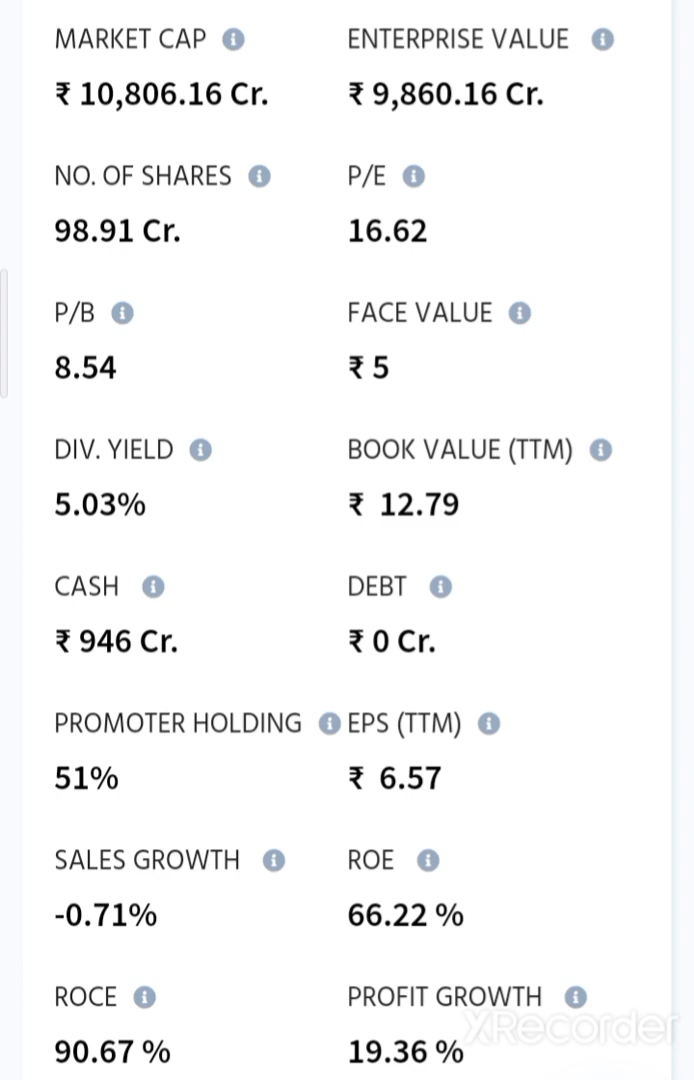 MARKET CAP ENTERPRISE VALUE
₹ 10,806.16 Cr. ₹ 9,860.16 Cr.
NO. OF SHARES P/E
98.91 Cr. 16.62
P/B FACE VALUE
8.54 ₹ 5
DIV. YIELD BOOK VALUE (TTM)
5.03% ₹ 12.79
CASH DEBT
₹ 946 Cr. ₹ 0 Cr.
PROMOTER HOLDING EPS (TTM)
51% ₹ 6.57
SALES GROWTH ROE
-0.71% 66.22 %
ROCE PROFIT GROWTH
90.67 % 19.36 %
XRecorder